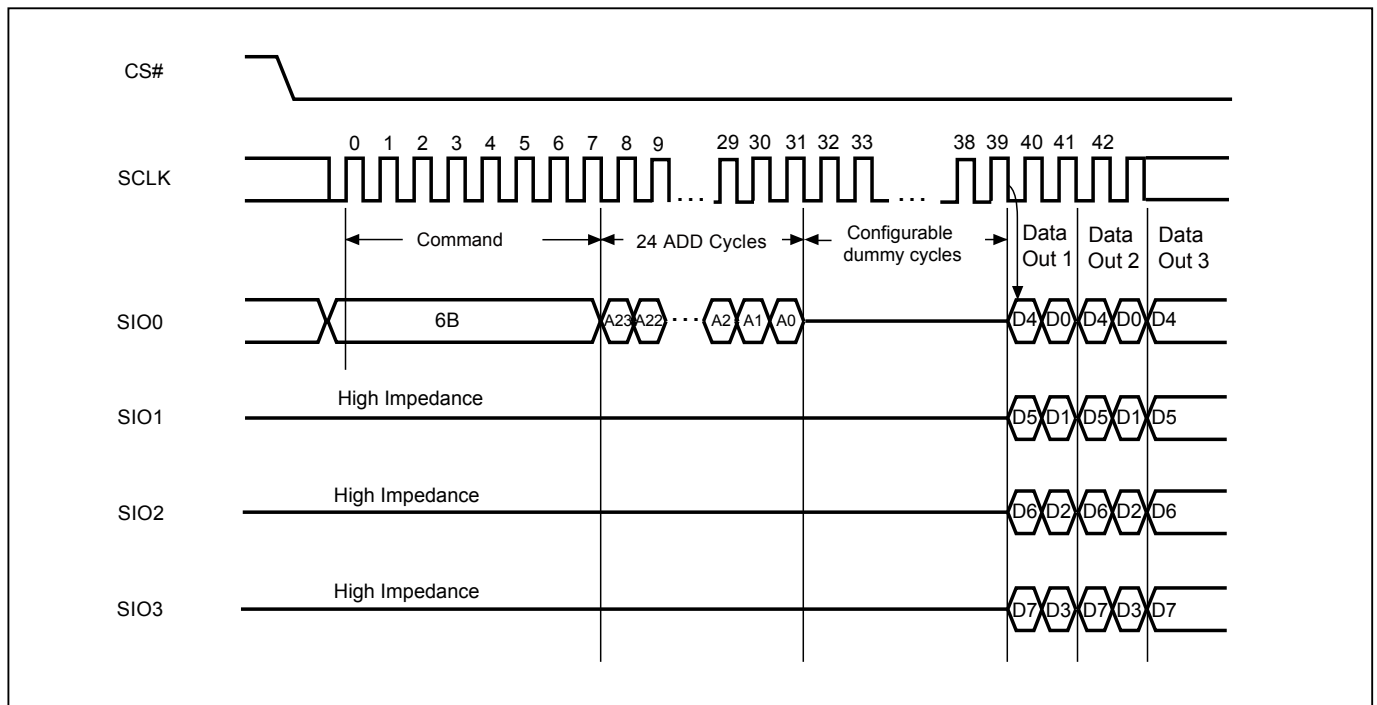 CS#
0 1 2 3 4 5 6 7 8 9 29 30 31 32 33 38 39 40 41 42
SCLK
. . . . . .
Command 24 ADD Cycles Configurable dummy cycles Data Out 1 Data Out 2 Data Out 3
SIO0 6B A23 A22 · · · A2 A1 A0 D4 D0 D4 D0 D4
High Impedance
SIO1 D5 D1 D5 D1 D5
High Impedance
SIO2 D6 D2 D6 D2 D6
High Impedance
SIO3 D7 D3 D7 D3 D7